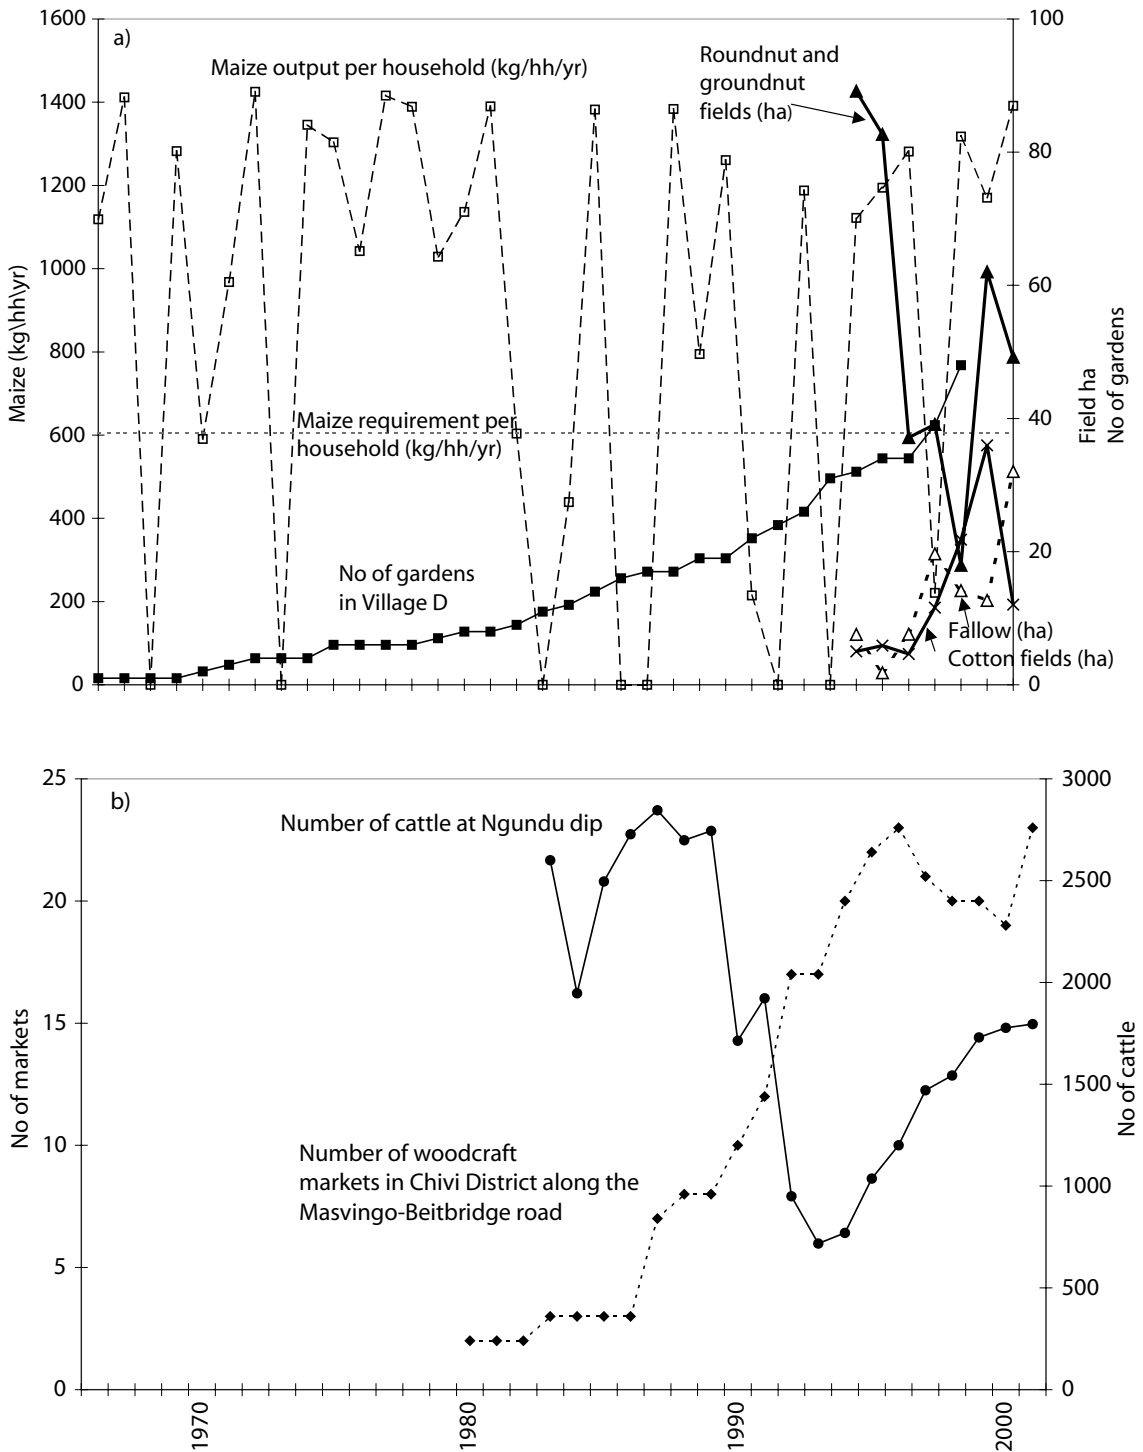 a)
Maize output per household (kg/hh/yr)
Roundnut and
groundnut
fields (ha)
Maize requirement per
household (kg/hh/yr)
No of gardens
in Village D
Fallow (ha)
Cotton fields (ha)
1600
1400
1200
1000
800
600
400
200
0
Maize (kg\hh\yr)
100
80
60
40
20
0
Field ha
No of gardens
b)
Number of cattle at Ngundu dip
Number of woodcraft
markets in Chivi District along the
Masvingo-Beitbridge road
25
20
15
10
5
0
No of markets
3000
2500
2000
1500
1000
500
0
No of cattle
1970
1980
1990
2000